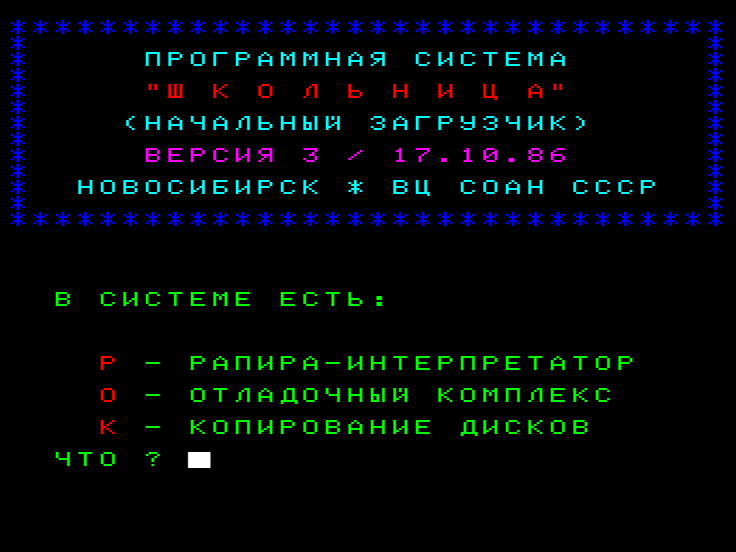 * * * * * * * * * * * * * * * * * * * * * * * * * * * * * * * *
* ПРОГРАММНАЯ СИСТЕМА *
* "Ш К О Л Ь Н И Ц А" *
* (НАЧАЛЬНЫЙ ЗАГРУЗЧИК) *
* ВЕРСИЯ 3 / 17.10.86 *
* НОВОСИБИРСК * ВЦ СОАН СССР *
* * * * * * * * * * * * * * * * * * * * * * * * * * * * * * * *
В СИСТЕМЕ ЕСТЬ:
Р - РАПИРА-ИНТЕРПРЕТАТОР
О - ОТЛАДОЧНЫЙ КОМПЛЕКС
К - КОПИРОВАНИЕ ДИСКОВ
ЧТО ?